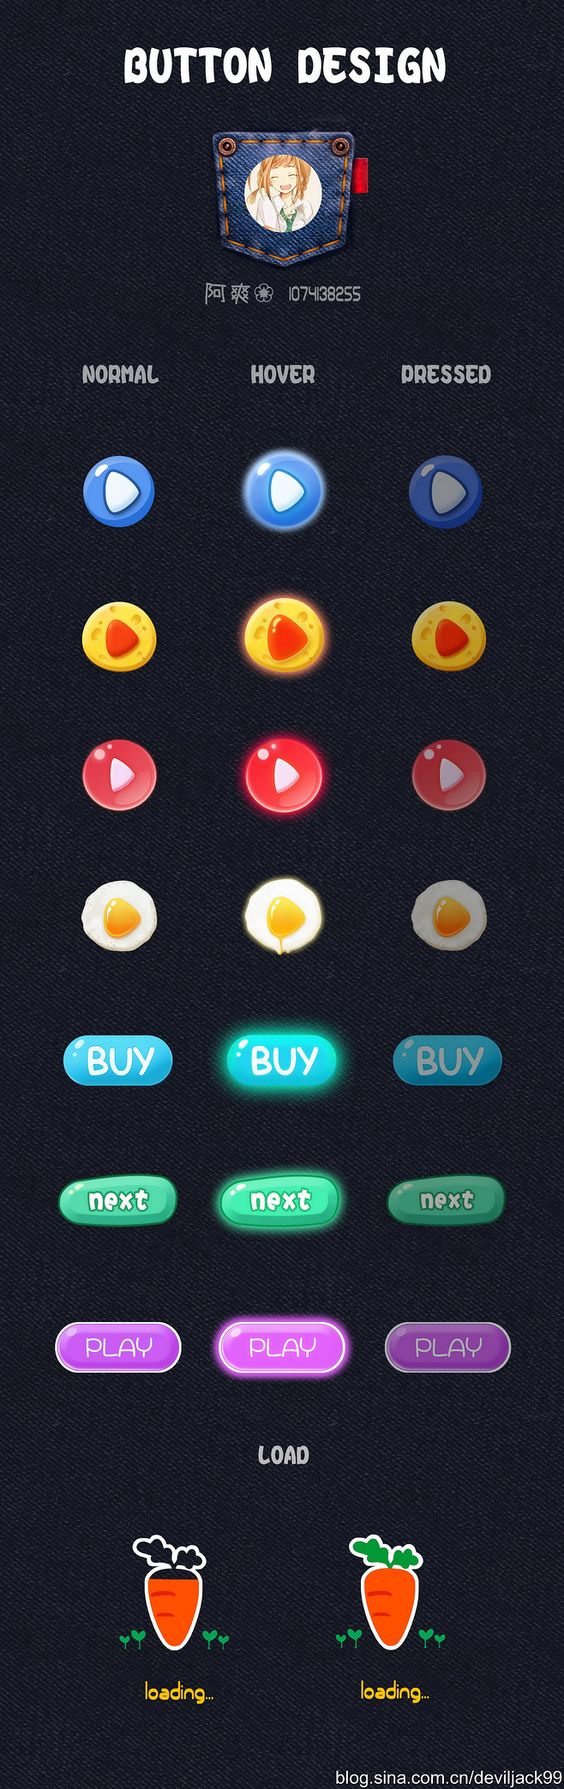 BUTTON DESIGN
阿爽 1074138255
NORMAL HOVER PRESSED
BUY BUY BUY
next next next
PLAY PLAY PLAY
LOAD
loading... loading...
blog.sina.com.cn/deviljack99